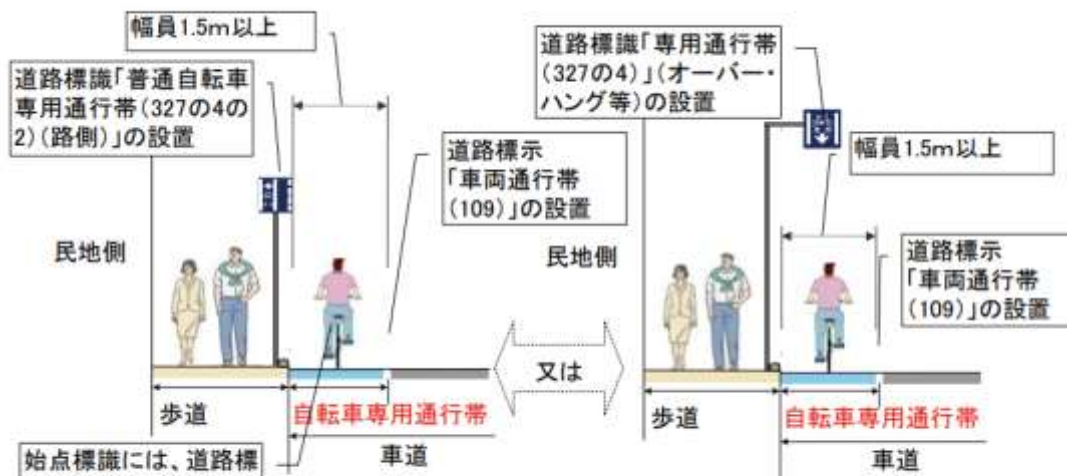 幅員1.5m以上
道路標識「普通自転車
専用通行帯(327の4の
2)(路側)」の設置
道路標示
「車両通行帯
(109)」の設置
民地側
歩道
自転車専用通行帯
車道
始点標識には、道路標
又は
道路標識「専用通行帯
(327の4)」(オーバー・
ハング等)の設置
幅員1.5m以上
道路標示
「車両通行帯
(109)」の設置
民地側
歩道
自転車専用通行帯
車道